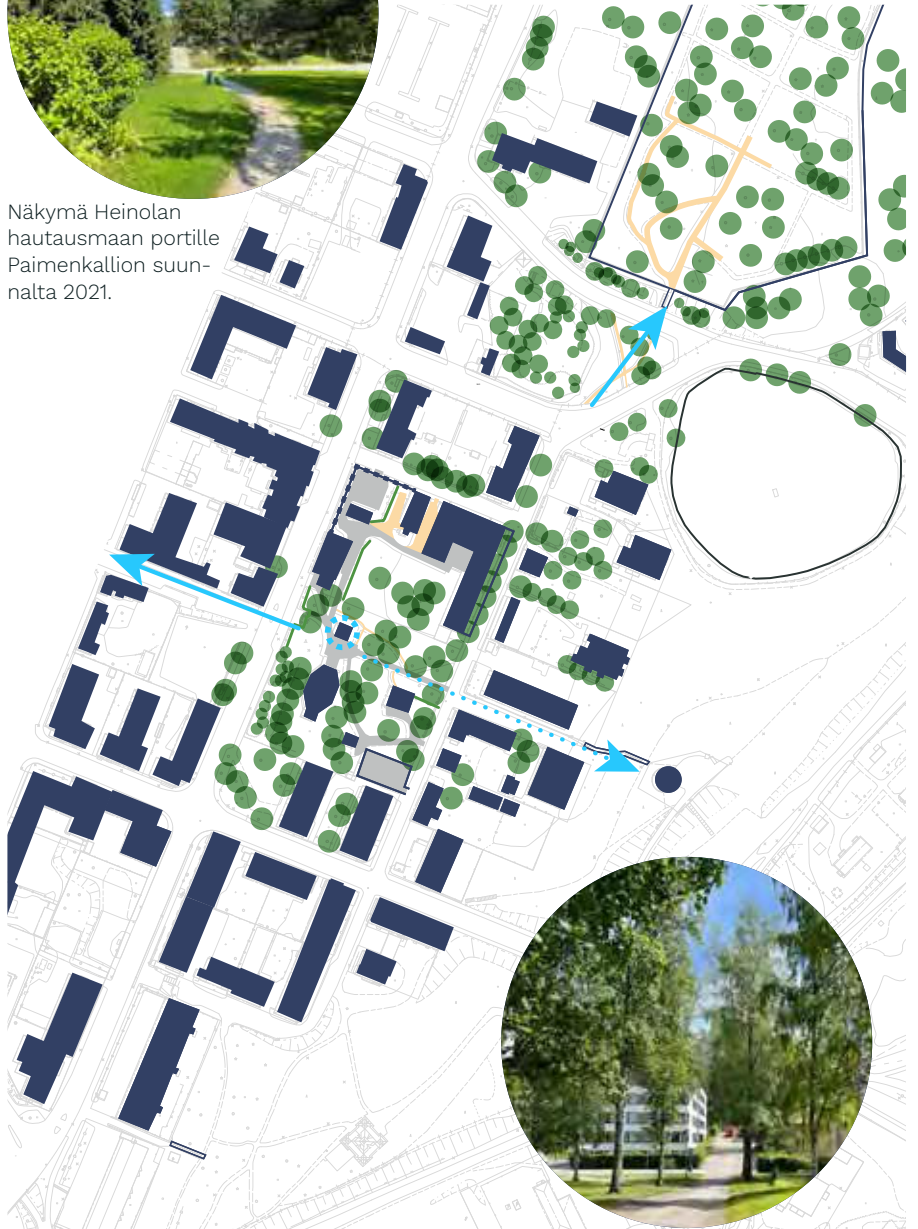 Näkymä Heinolan
hautausmaan portille
Paimenkallion suun-
nalta 2021.